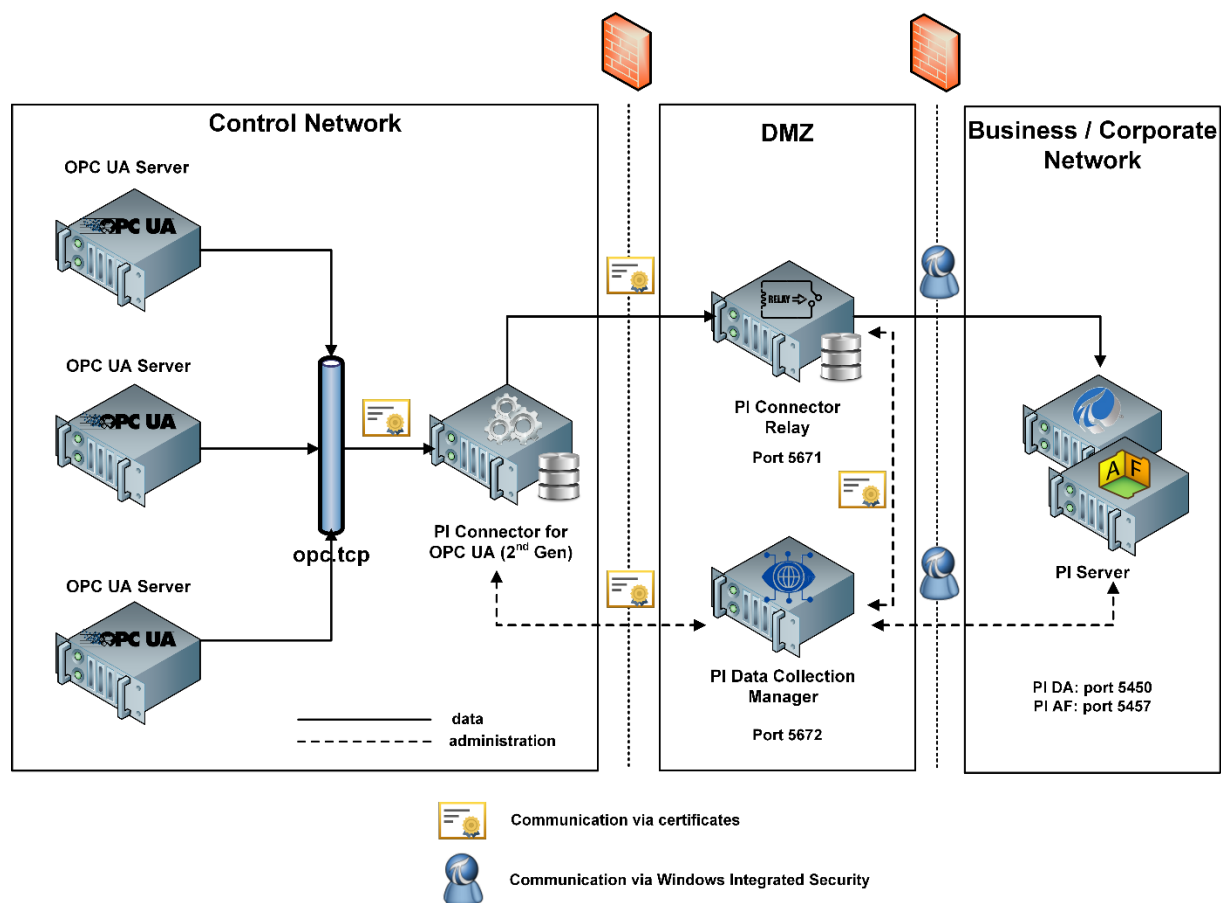 Control Network
DMZ
Business / Corporate
Network
OPC UA Server
OPC UA
OPC UA Server
OPC UA
OPC UA Server
OPC UA
opc.tcp
PI Connector for
OPC UA (2nd Gen)
RELAY
PI Connector
Relay
Port 5671
PI Data Collection
Manager
Port 5672
A F
PI Server
PI DA: port 5450
PI AF: port 5457
data
administration
Communication via certificates
Communication via Windows Integrated Security